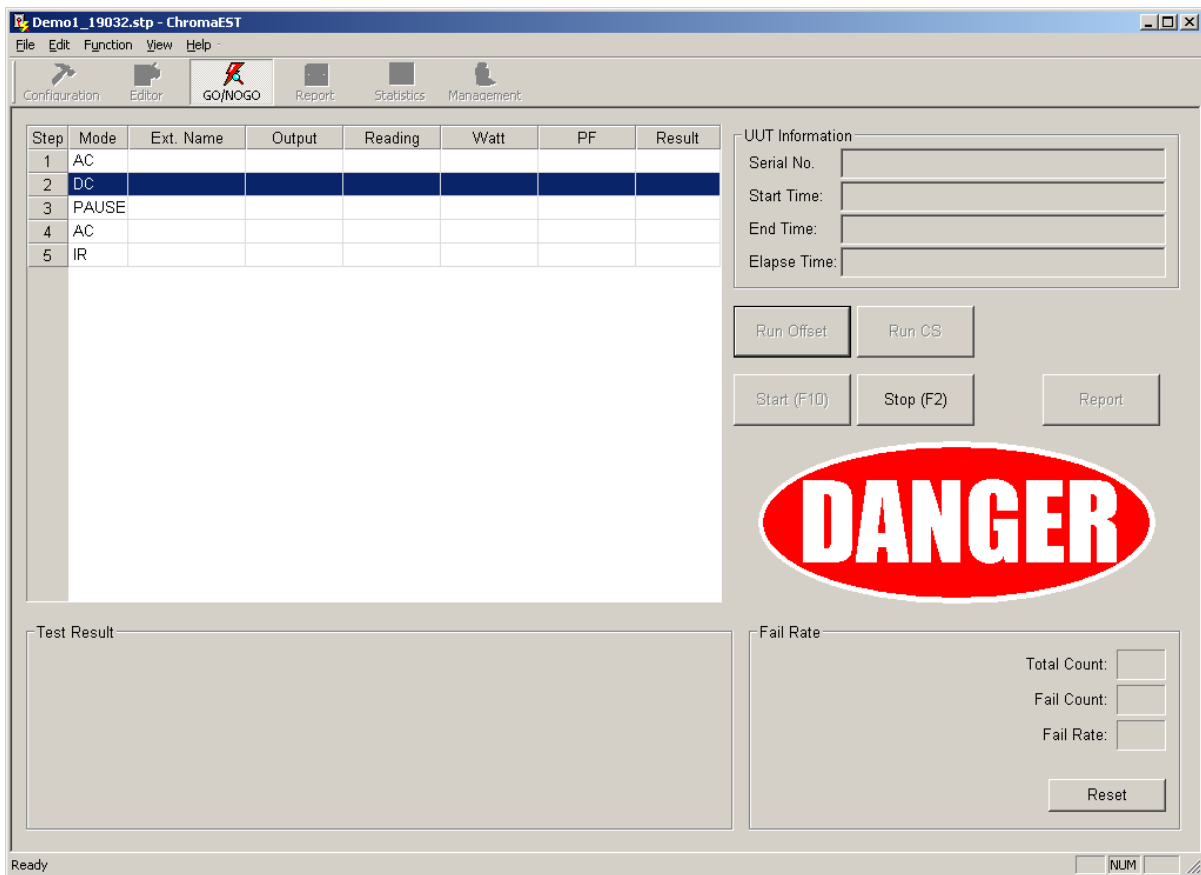 Demo1_19032.stp - ChromaEST
File Edit Function View Help
Configuration Editor GO/NOGO Report Statistics Management
Step Mode Ext. Name Output Reading Watt PF Result
1 AC
2 DC
3 PAUSE
4 AC
5 IR
UUT Information
Serial No.
Start Time:
End Time:
Elapse Time:
Run Offset Run CS
Start (F10) Stop (F2) Report
DANGER
Test Result
Fail Rate
Total Count:
Fail Count:
Fail Rate:
Reset
Ready NUM